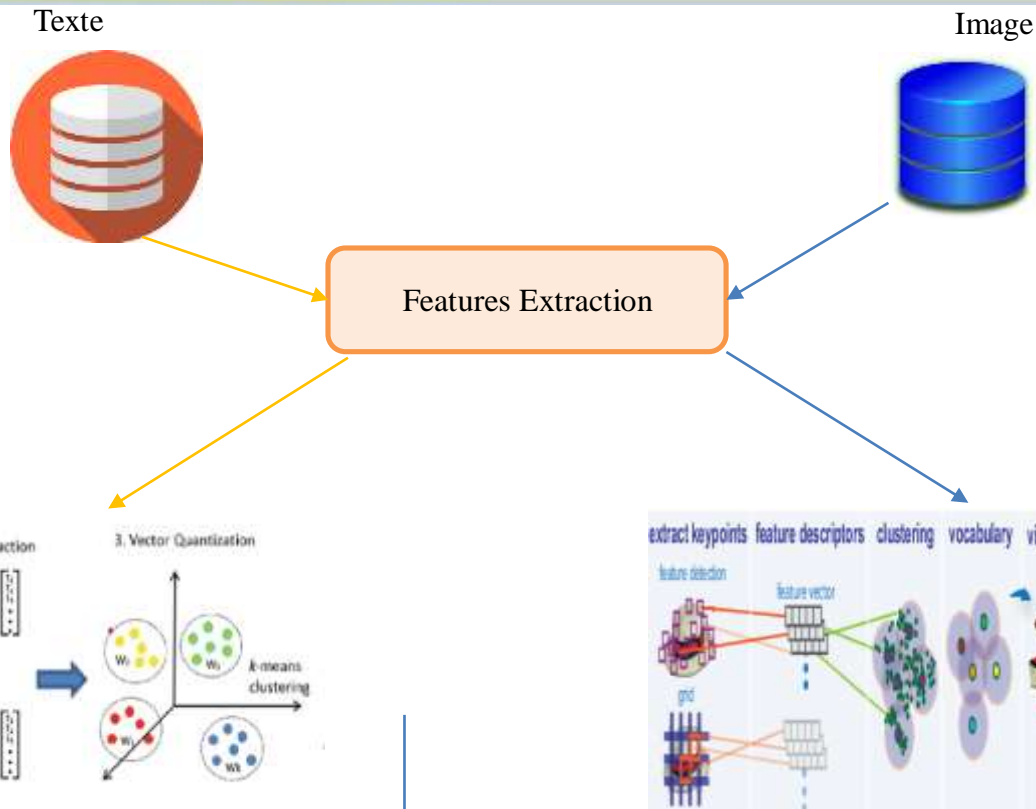 Texte
Image
Features Extraction
action
3. Vector Quantization
k-means
clustering
extract keypoints feature descriptors clustering vocabulary vi
feature detection
feature vector
grid